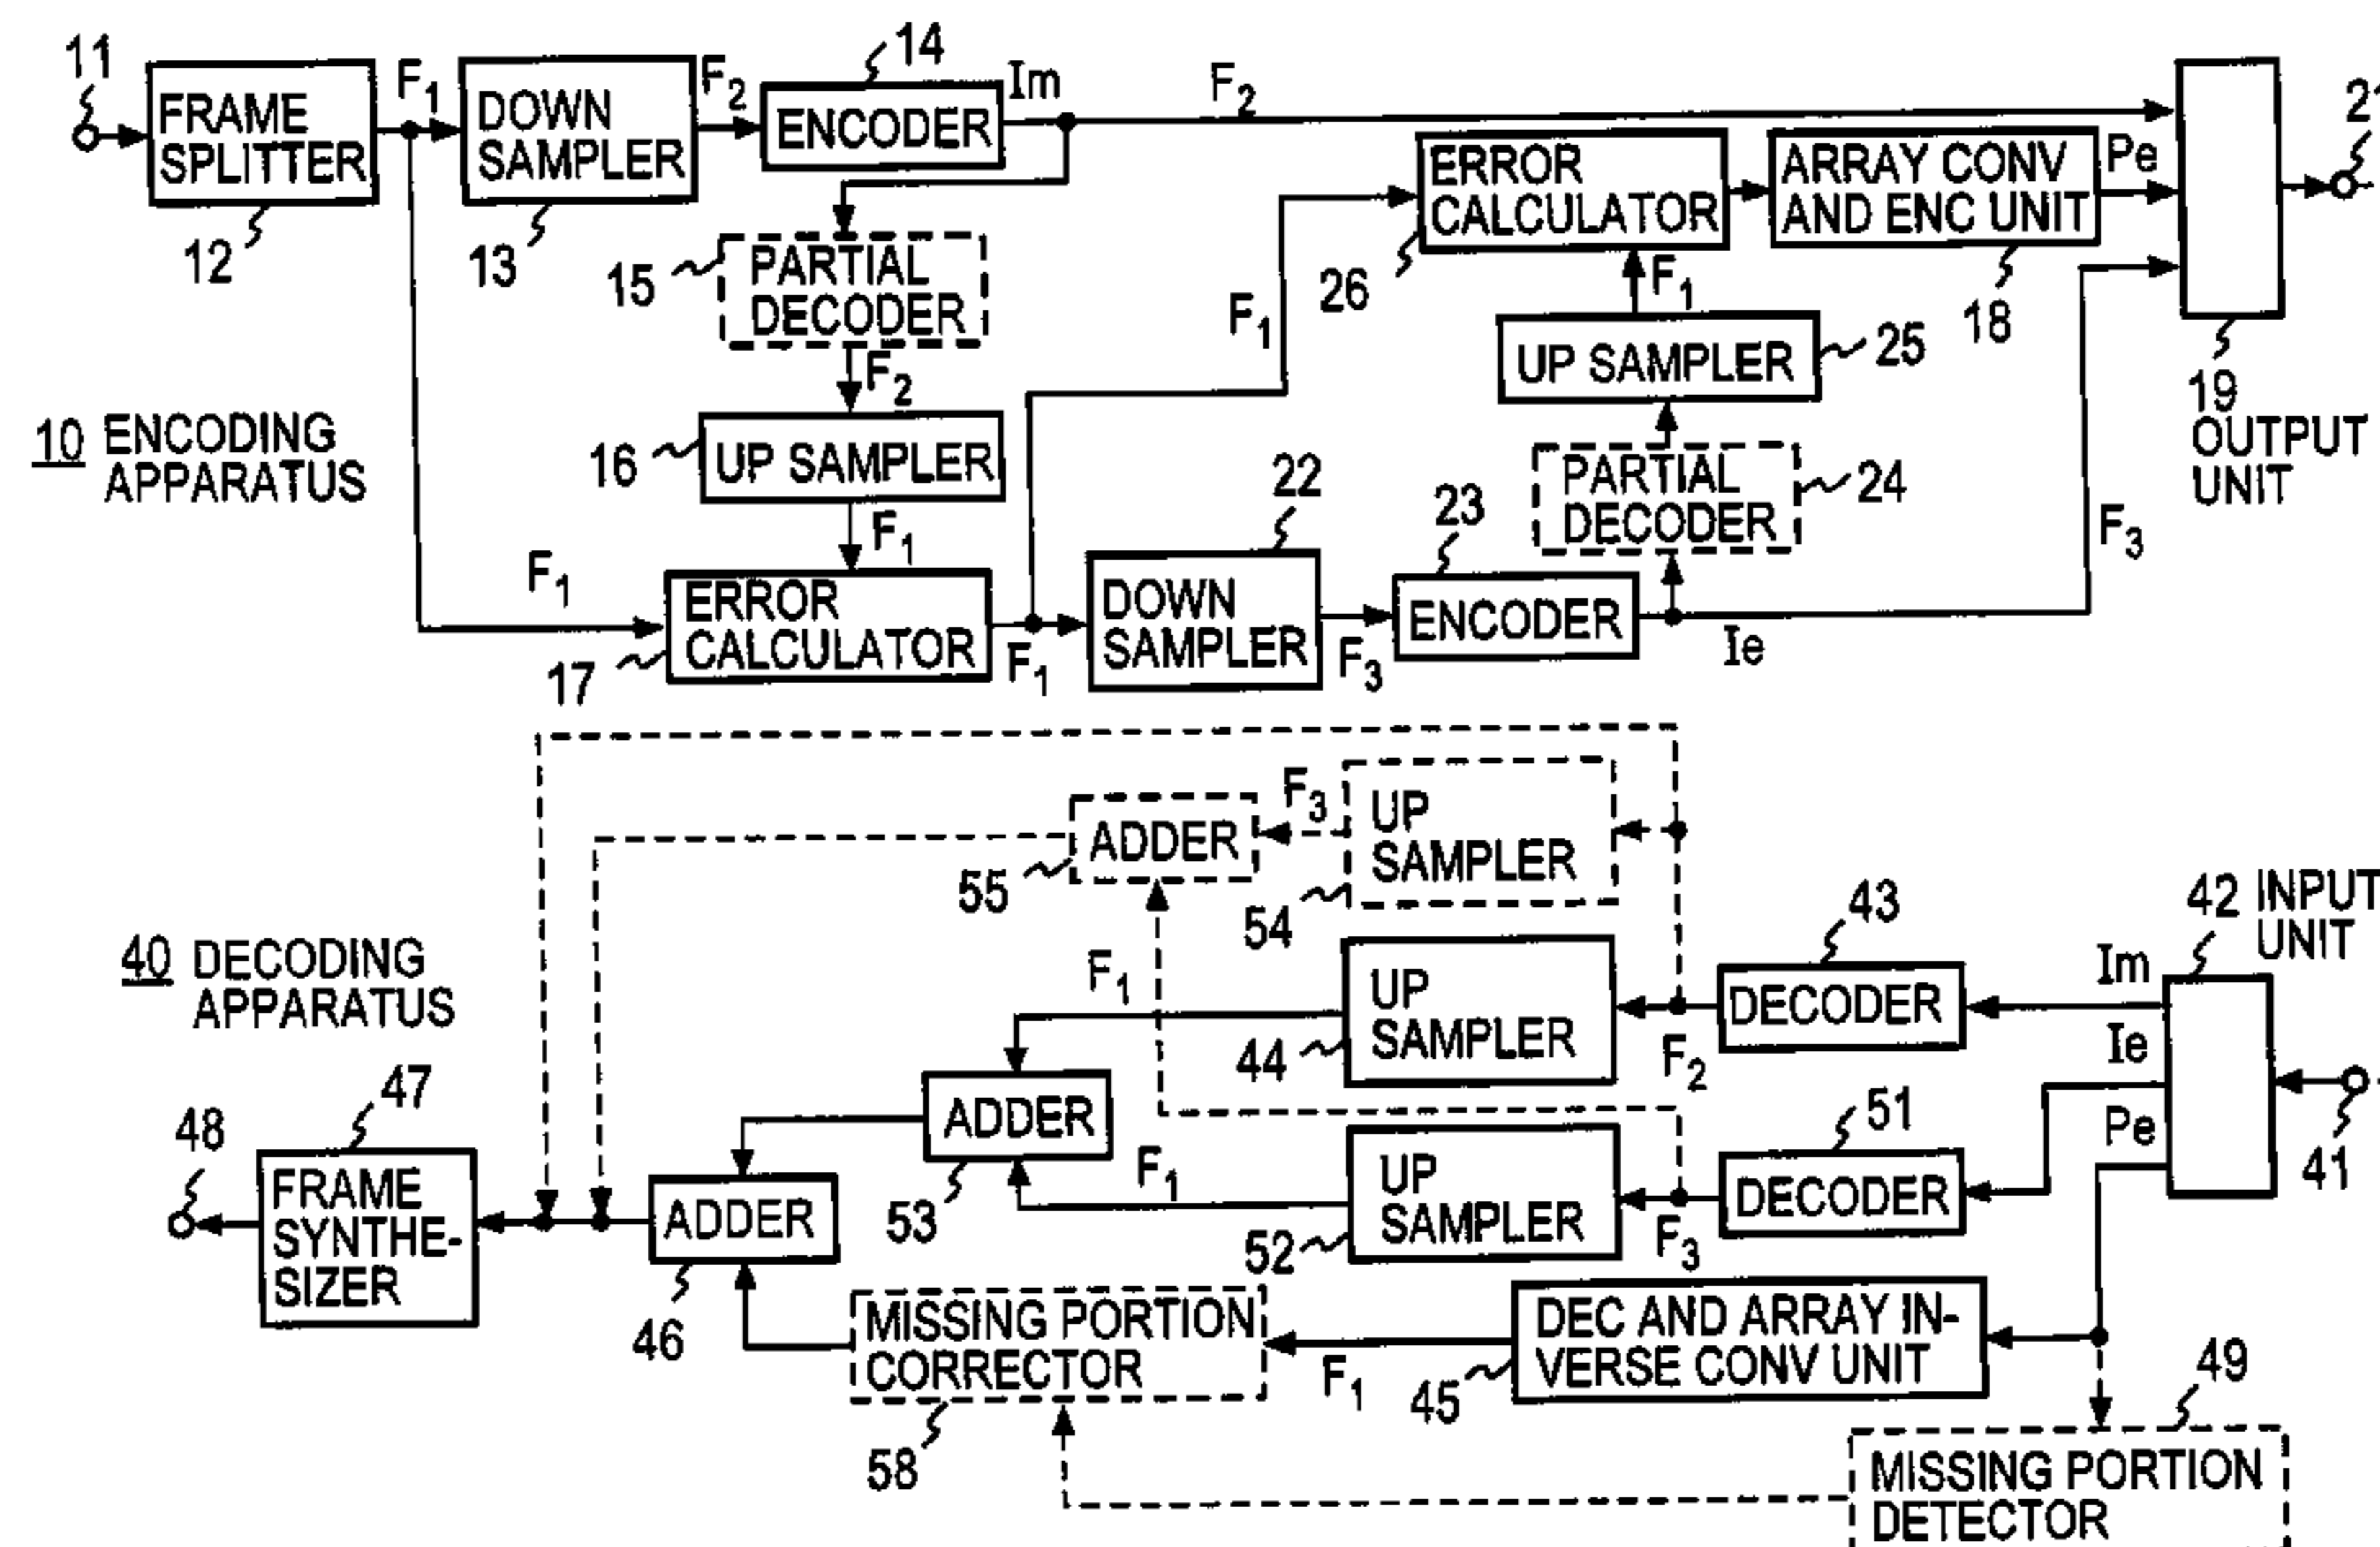 11
FRAME
SPLITTER
12
F1
DOWN
SAMPLER
13
F2
14
ENCODER
Im
F2
15
PARTIAL
DECODER
F2
16
UP SAMPLER
F1
10 ENCODING
APPARATUS
F1
17
ERROR
CALCULATOR
F1
F1
22
DOWN
SAMPLER
F3
23
ENCODER
Ie
24
PARTIAL
DECODER
25
UP SAMPLER
F1
26
ERROR
CALCULATOR
18
ARRAY CONV
AND ENC UNIT
Pe
F3
19
OUTPUT
UNIT
21
40 DECODING
APPARATUS
41
42 INPUT
UNIT
Im
Ie
Pe
43
DECODER
F2
44
UP
SAMPLER
F1
54
UP
SAMPLER
F3
55
ADDER
51
DECODER
F3
52
UP
SAMPLER
F1
53
ADDER
46
ADDER
47
FRAME
SYNTHE-
SIZER
48
45
DEC AND ARRAY IN-
VERSE CONV UNIT
F1
58
MISSING PORTION
CORRECTOR
49
MISSING PORTION
DETECTOR